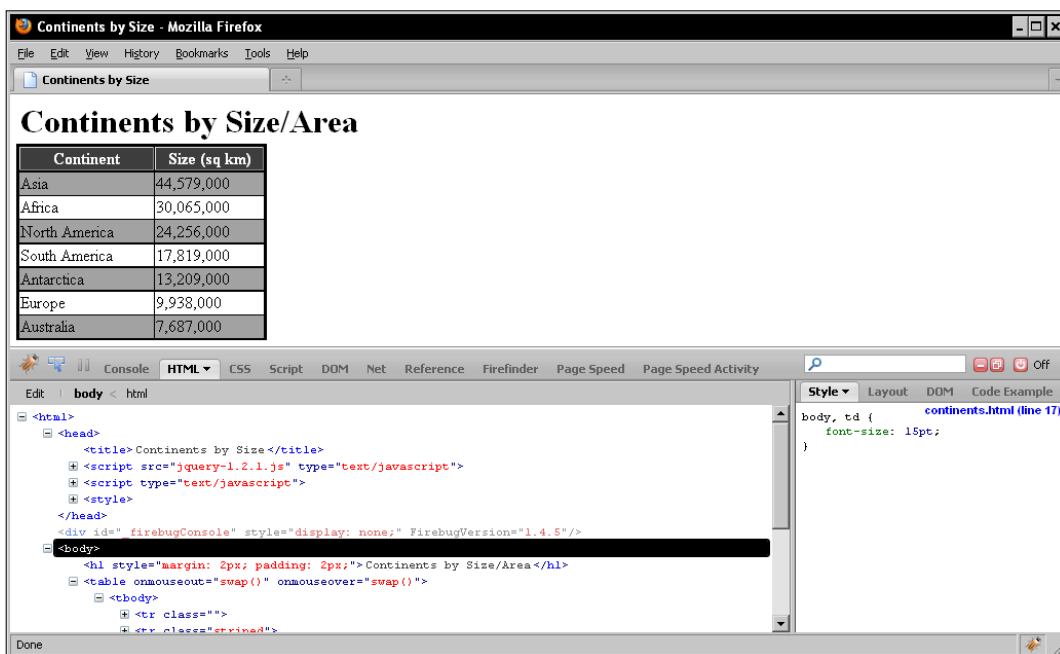 Continents by Size - Mozilla Firefox
File Edit View History Bookmarks Tools Help
Continents by Size
Continents by Size/Area
Continent Size (sq km)
Asia 44,579,000
Africa 30,065,000
North America 24,256,000
South America 17,819,000
Antarctica 13,209,000
Europe 9,938,000
Australia 7,687,000
Console HTML CSS Script DOM Net Reference Firefinder Page Speed Page Speed Activity Off
Edit body < html
Style Layout DOM Code Example
<html>
<head>
<title>Continents by Size</title>
<script src="jquery-1.2.1.js" type="text/javascript">
<script type="text/javascript">
<style>
</head>
<div id="_firebugConsole" style="display: none;" FirebugVersion="1.4.5"/>
<body>
<h1 style="margin: 2px; padding: 2px;">Continents by Size/Area</h1>
<table onmouseout="swap()" onmouseover="swap()">
<tbody>
<tr class="">
<tr class="striped">
continents.html (line 17)
body, td {
font-size: 15pt;
}
Done